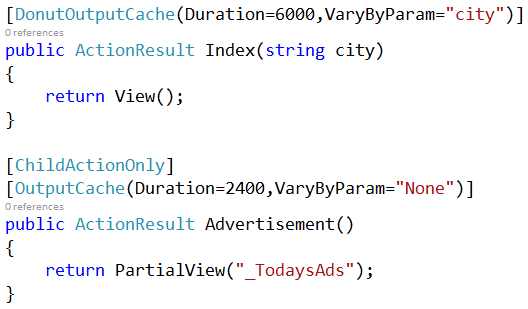 [DonutOutputCache(Duration=6000,VaryByParam="city")]
0 references
public ActionResult Index(string city)
{
    return View();
}
[ChildActionOnly]
[OutputCache(Duration=2400,VaryByParam="None")]
0 references
public ActionResult Advertisement()
{
    return PartialView("_TodaysAds");
}